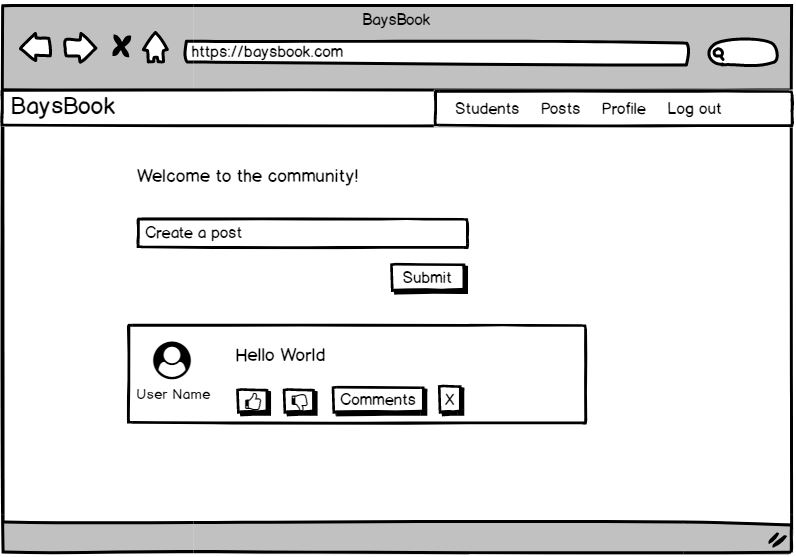 BaysBook
https://baysbook.com
BaysBook
Students Posts Profile Log out
Welcome to the community!
Create a post
Submit
Hello World
User Name
Comments
X